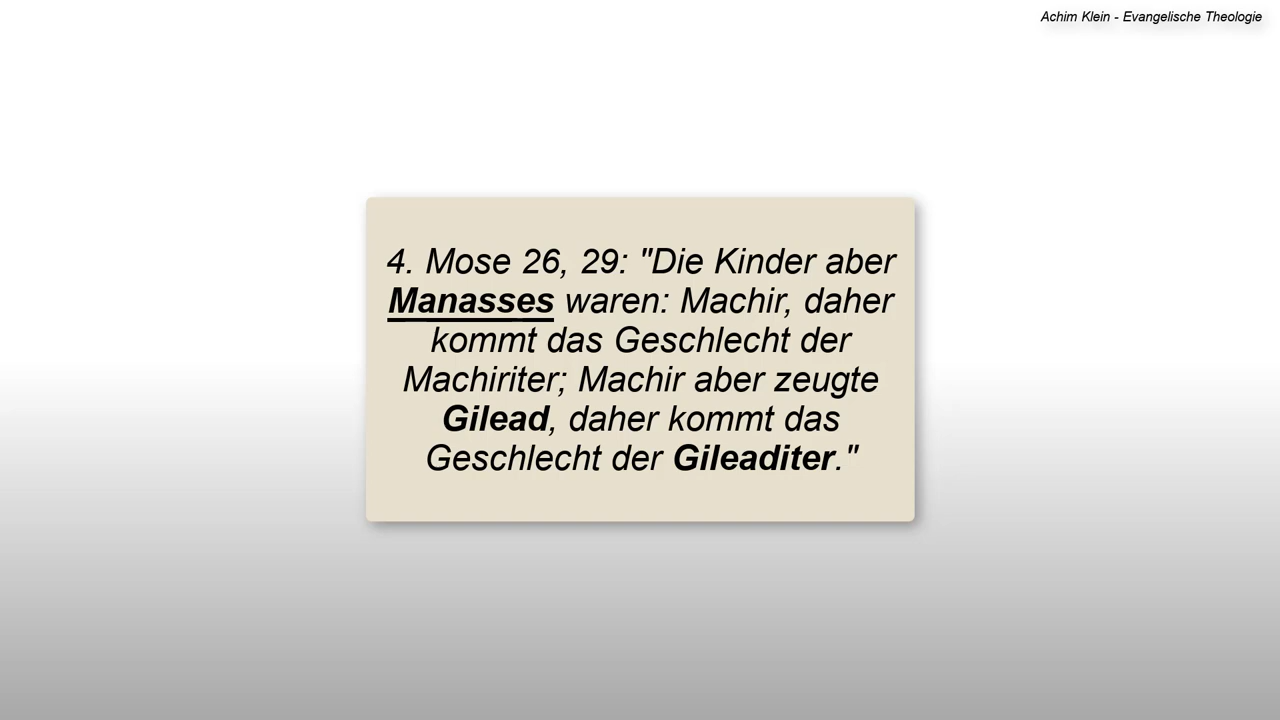 Achim Klein - Evangelische Theologie
4. Mose 26, 29: "Die Kinder aber
Manasses waren: Machir, daher
kommt das Geschlecht der
Machiriter; Machir aber zeugte
Gilead, daher kommt das
Geschlecht der Gileaditer."